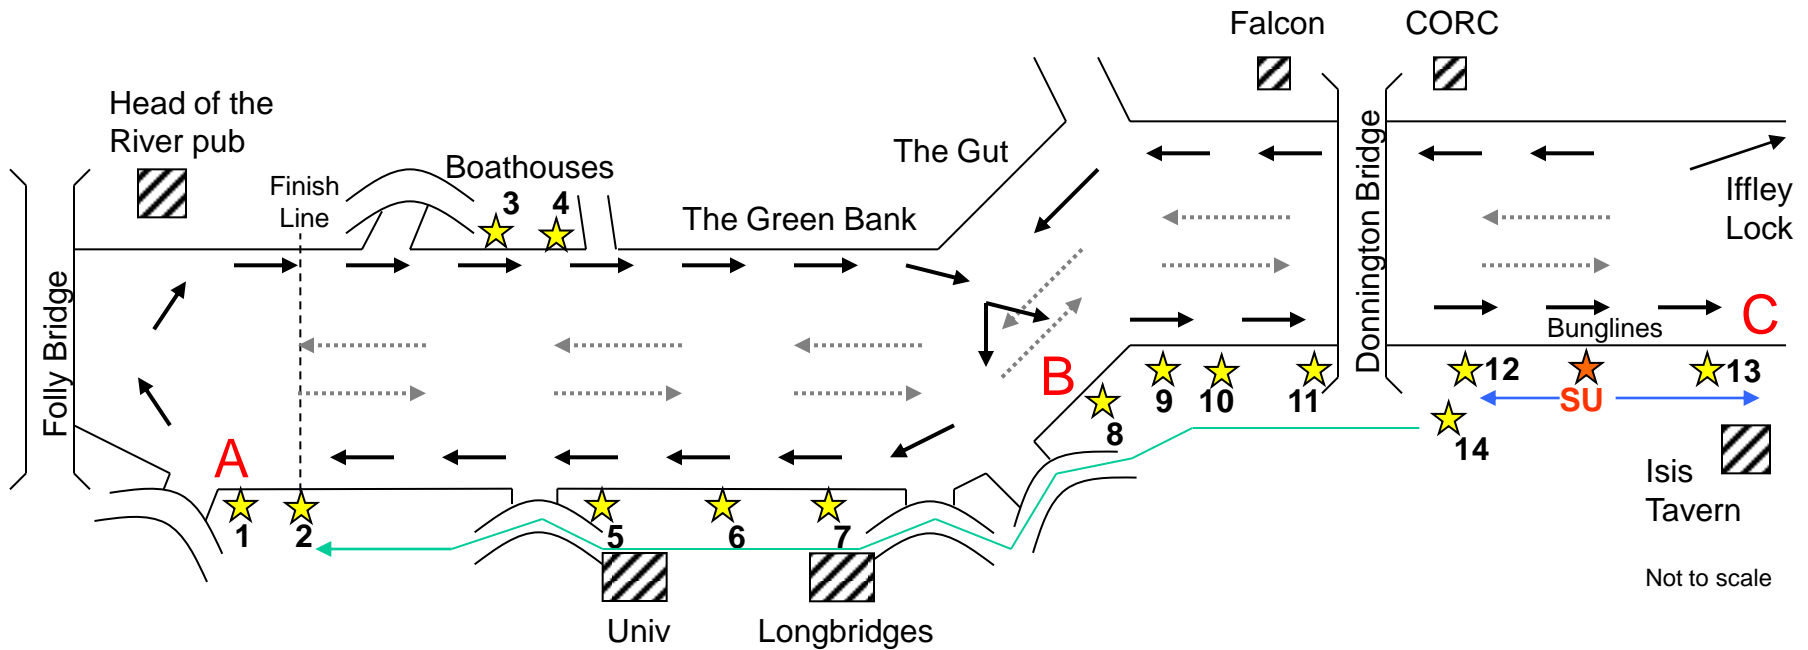 Falcon
CORC
Head of the
River pub
Finish
Line
Boathouses
3
4
The Green Bank
The Gut
Donnington Bridge
Iffley
Lock
Folly Bridge
Bunglines
C
B
A
SU
1
2
5
6
7
8
9
10
11
12
13
14
Isis
Tavern
Univ
Longbridges
Not to scale